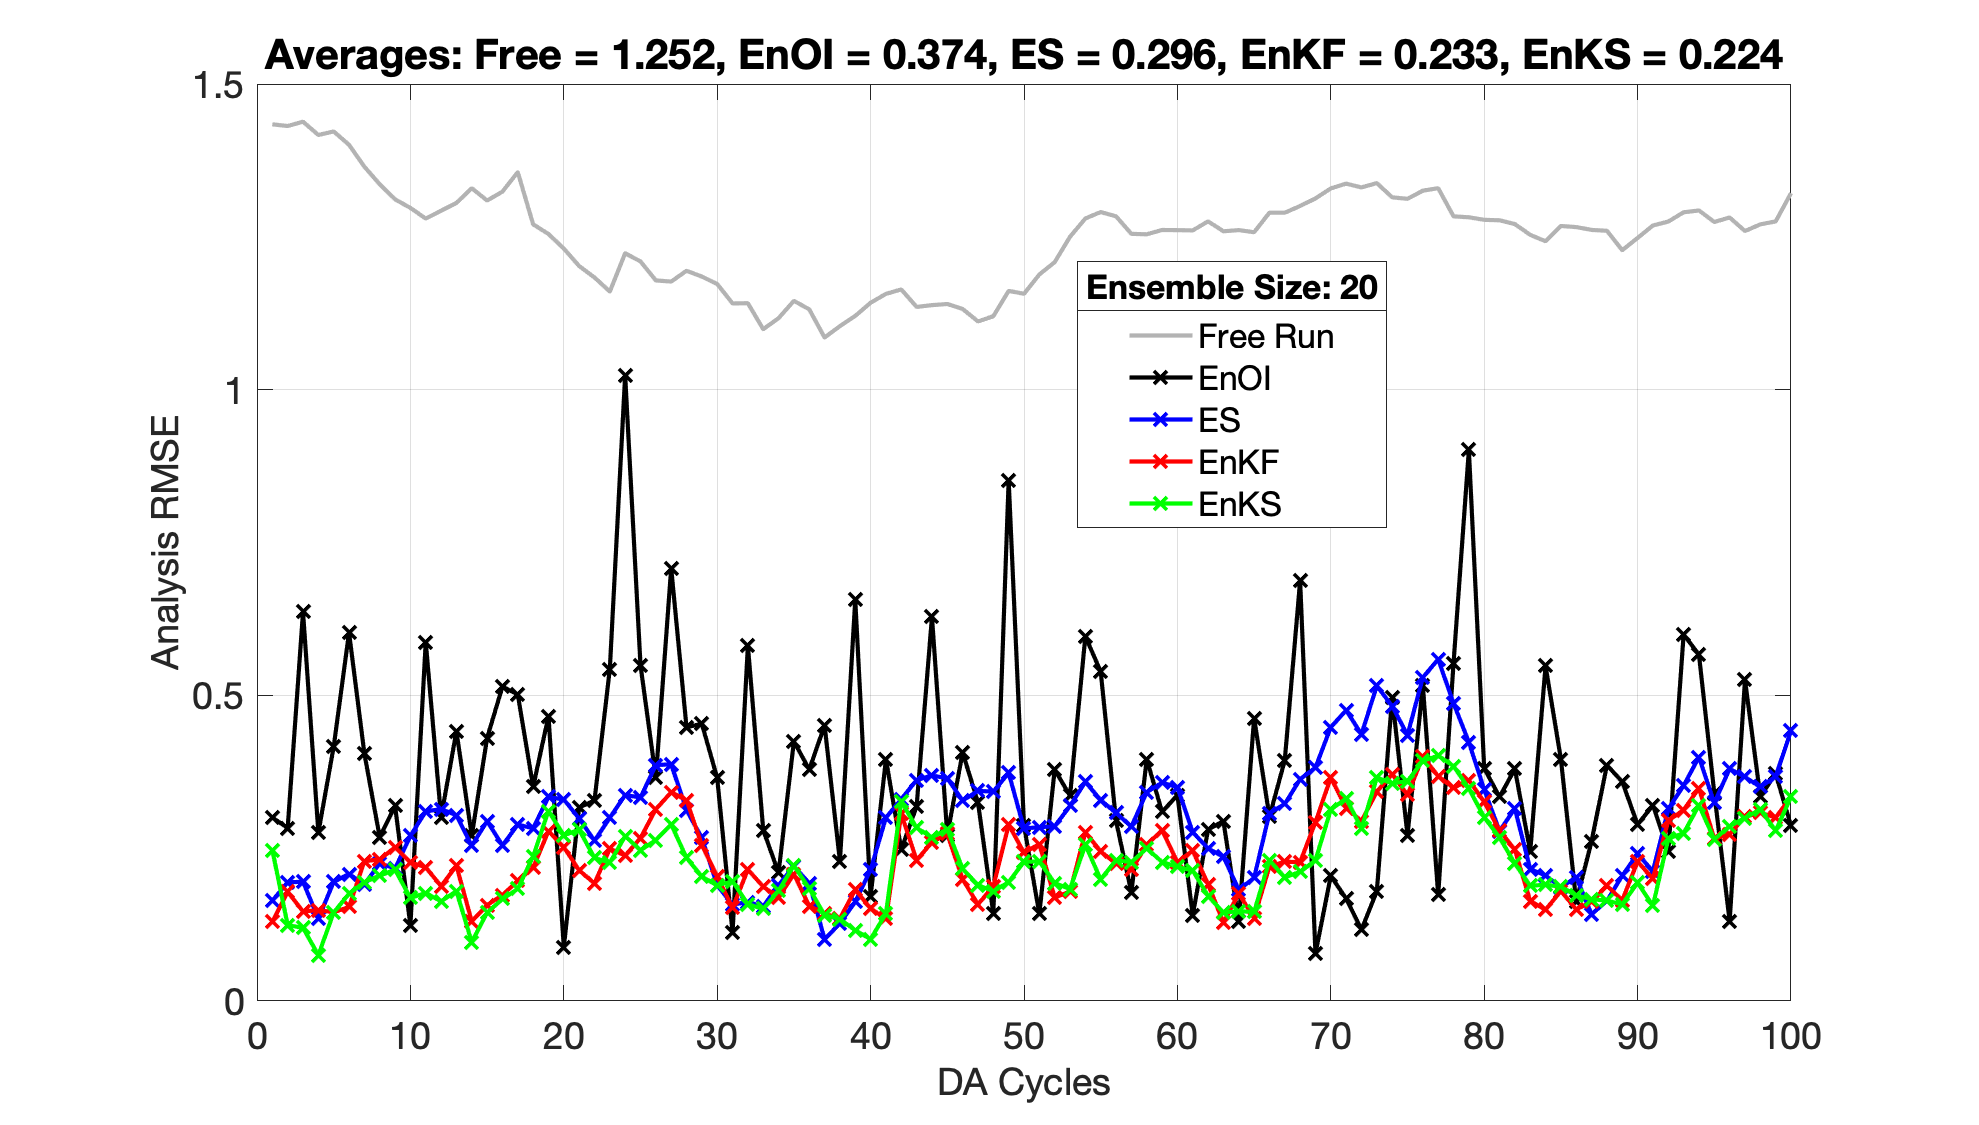 Averages: Free = 1.252, EnOI = 0.374, ES = 0.296, EnKF = 0.233, EnKS = 0.224
1.5
1
0.5
0
Analysis RMSE
Ensemble Size: 20
Free Run
EnOI
ES
EnKF
EnKS
0 10 20 30 40 50 60 70 80 90 100
DA Cycles